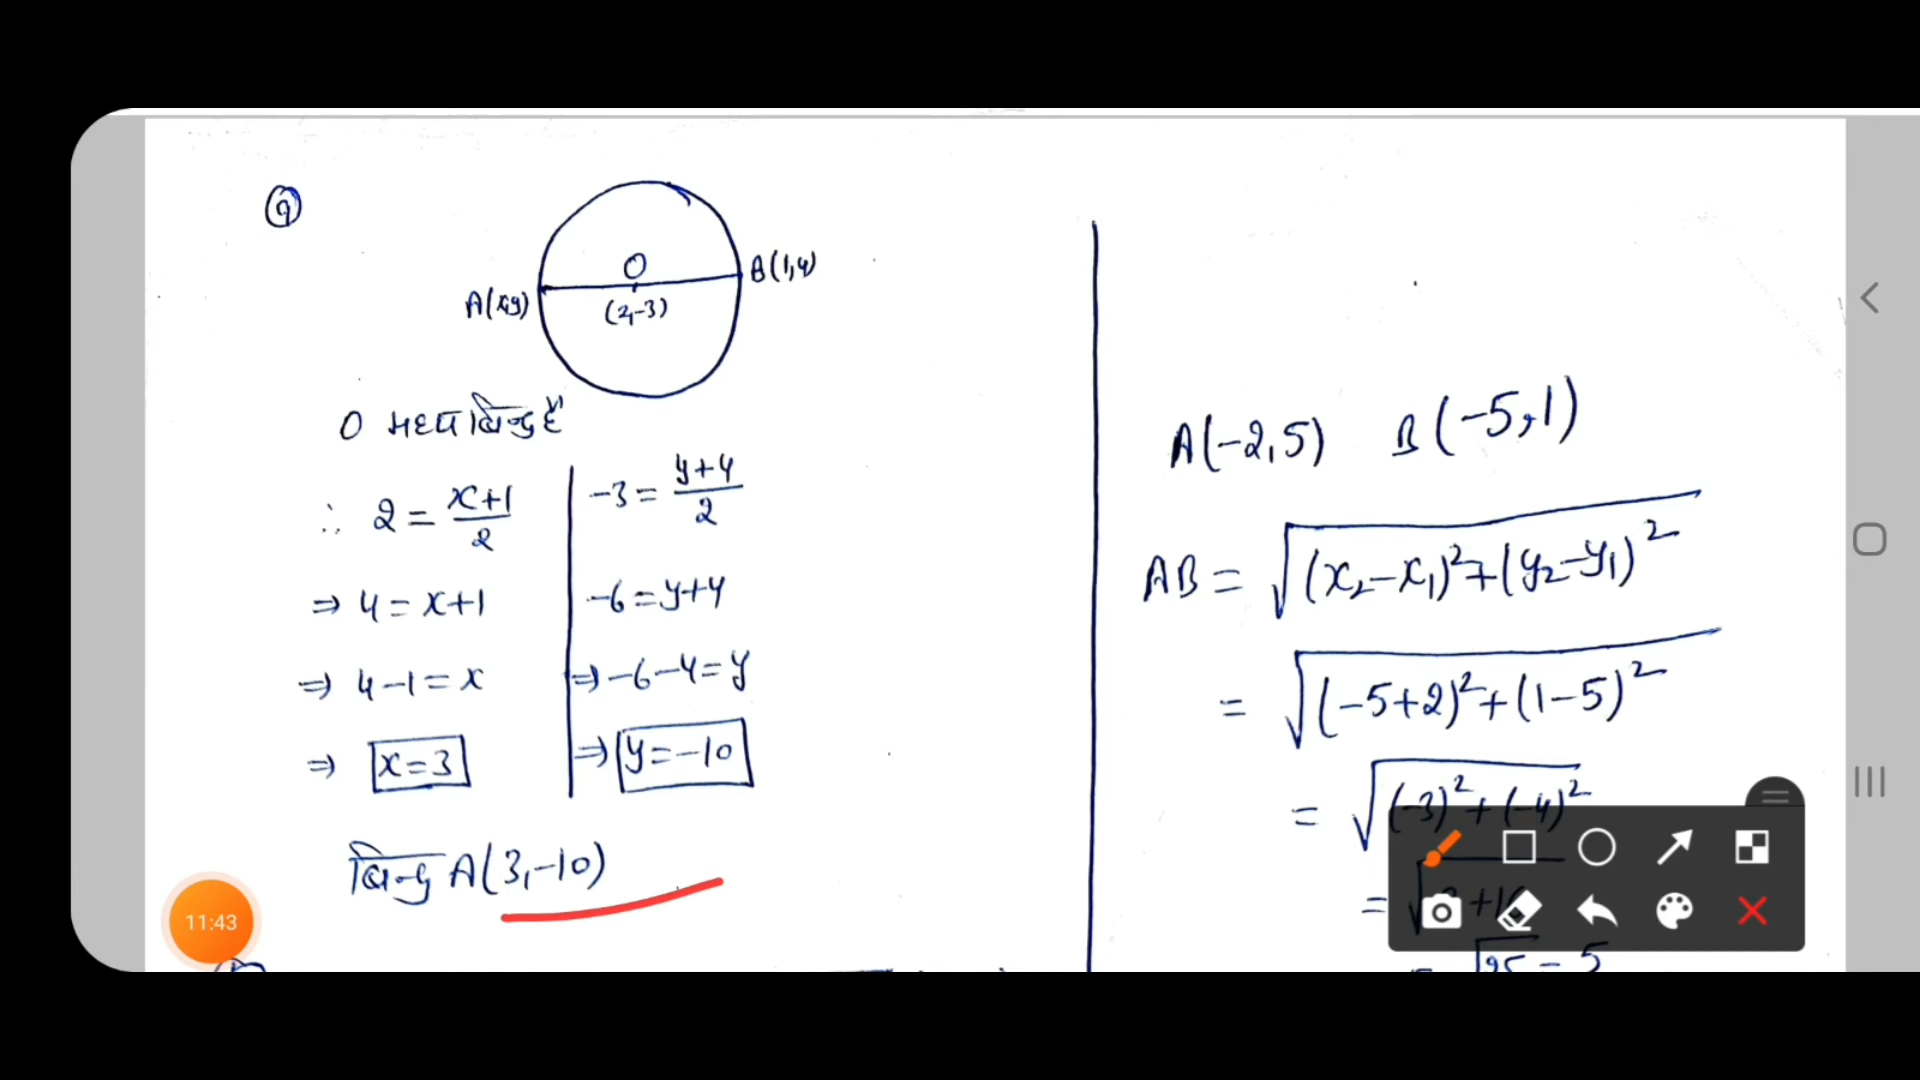 9
O
A(x,y)
B(1,4)
(2,-3)
O मध्य बिन्दु है
∴ 2 = x+1/2
-3 = y+4/2
⇒ 4 = x+1
-6 = y+4
⇒ 4-1 = x
⇒ -6-4 = y
⇒ x = 3
⇒ y = -10
बिन्दु A(3,-10)
11:43
A(-2,5) B(-5,1)
AB = √(x₂-x₁)²+(y₂-y₁)²
= √(-5+2)²+(1-5)²
= √(-3)²+(-4)²